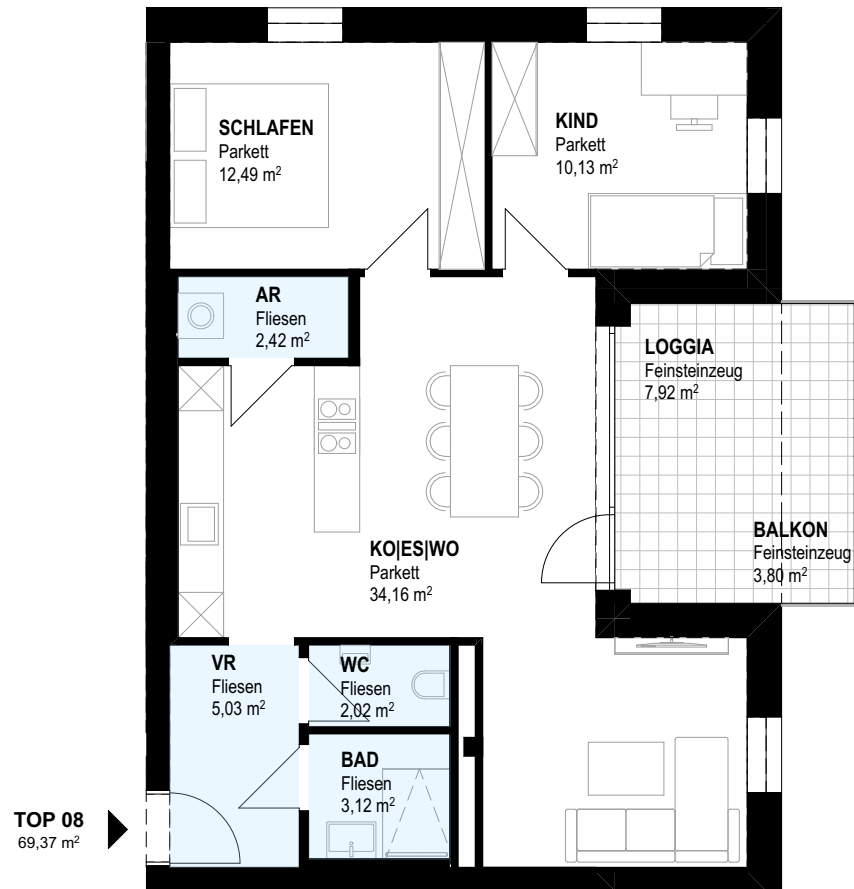 SCHLAFEN
Parkett
12,49 m²
KIND
Parkett
10,13 m²
AR
Fliesen
2,42 m²
LOGGIA
Feinsteinzeug
7,92 m²
BALKON
Feinsteinzeug
3,80 m²
KO|ES|WO
Parkett
34,16 m²
VR
Fliesen
5,03 m²
WC
Fliesen
2,02 m²
BAD
Fliesen
3,12 m²
TOP 08
69,37 m²